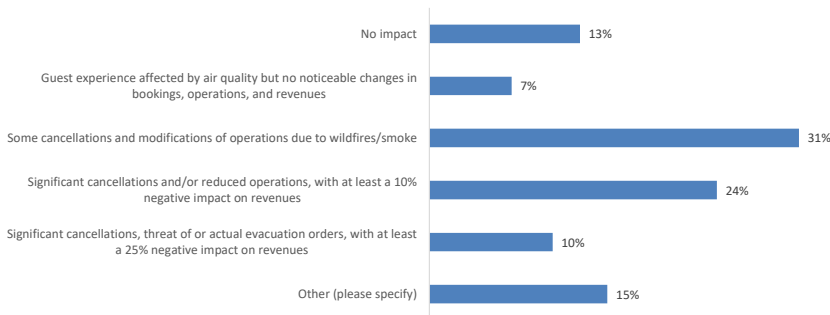 No impact
13%
Guest experience affected by air quality but no noticeable changes in
bookings, operations, and revenues
7%
Some cancellations and modifications of operations due to wildfires/smoke
31%
Significant cancellations and/or reduced operations, with at least a 10%
negative impact on revenues
24%
Significant cancellations, threat of or actual evacuation orders, with at least
a 25% negative impact on revenues
10%
Other (please specify)
15%